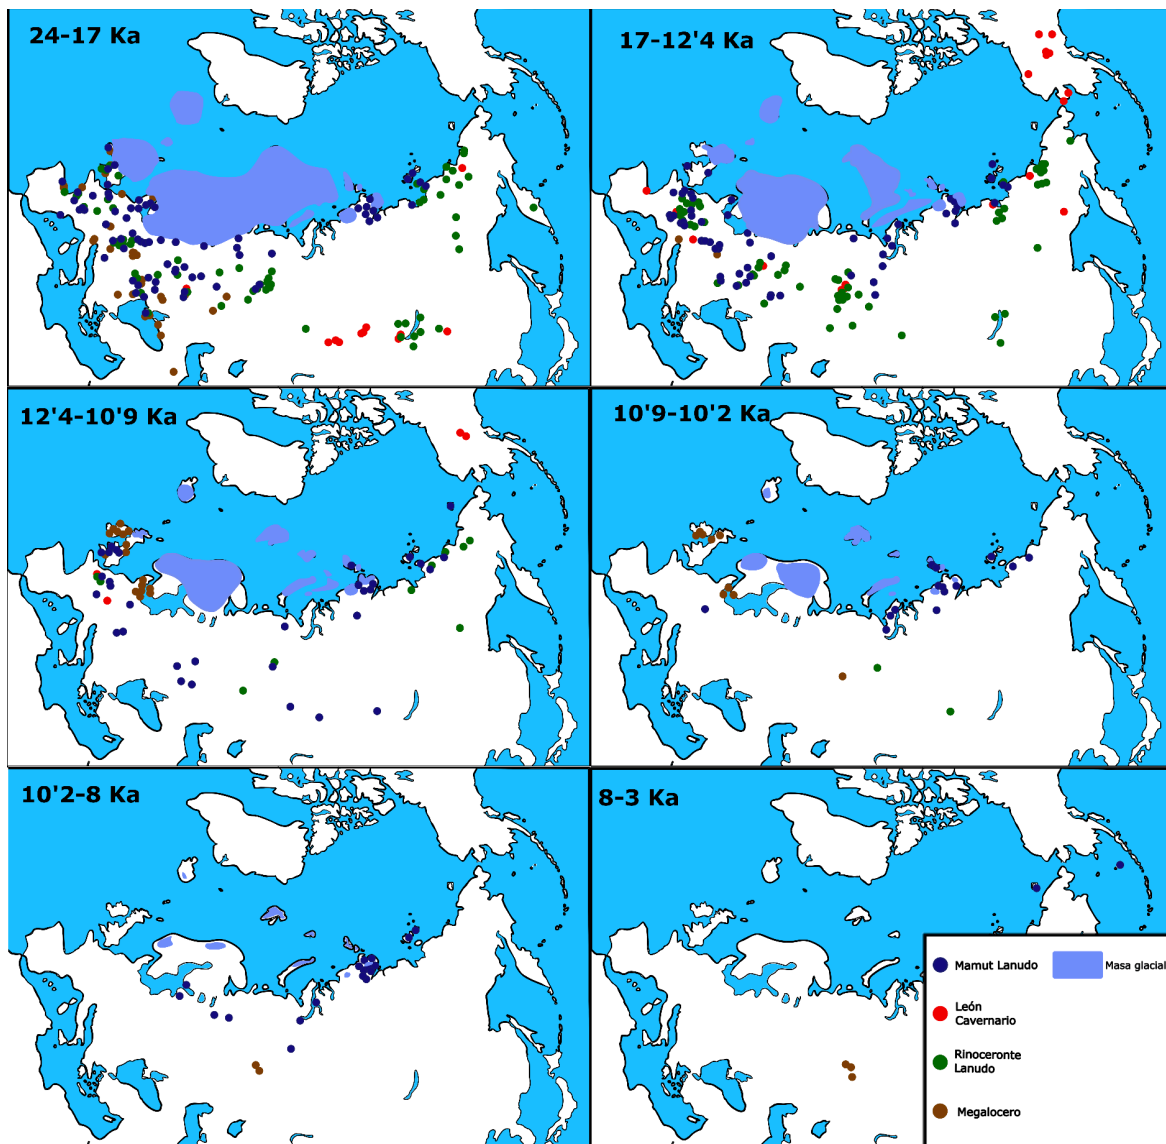 24-17 Ka
17-12'4 Ka
12'4-10'9 Ka
10'9-10'2 Ka
10'2-8 Ka
8-3 Ka
Mamut Lanudo
Masa glacial
León
Cavernario
Rinoceronte
Lanudo
Megalocero